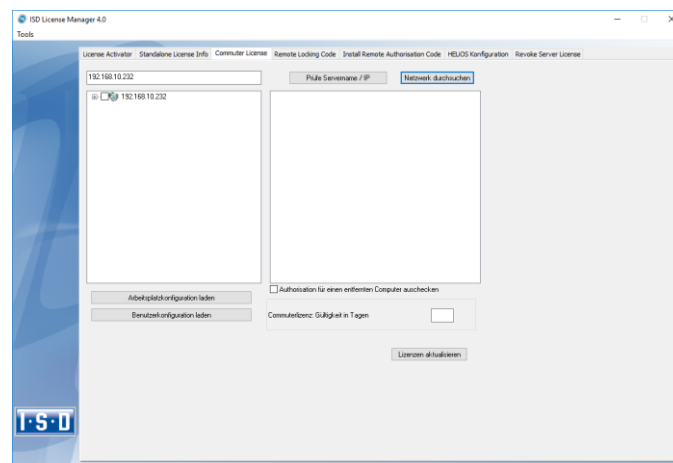 ISD License Manager 4.0
Tools
License Activator Standalone License Info Commuter License Remote Locking Code Install Remote Authorisation Code HELiOS Konfiguration Revoke Server License
192.168.10.232 Prüfe Servername / IP Netzwerk durchsuchen
192.168.10.232
Authorisation für einen entfernten Computer auschecken
Arbeitsplatzkonfiguration laden
Benutzerkonfiguration laden
Commuterlizenz: Gültigkeit in Tagen
Lizenzen aktualisieren
I·S·D